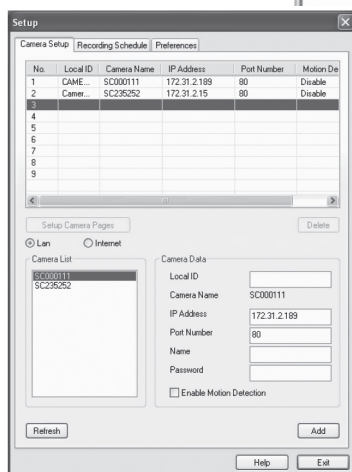 Setup
Camera Setup Recording Schedule Preferences
No. Local ID Camera Name IP Address Port Number Motion De
1 CAME... SC000111 172.31.2.189 80 Disable
2 Camer... SC235252 172.31.2.15 80 Disable
3
4
5
6
7
8
9
Setup Camera Pages Delete
Lan Internet
Camera List Camera Data
SC000111
SC235252
Local ID
Camera Name SC000111
IP Address 172.31.2.189
Port Number 80
Name
Password
Enable Motion Detection
Refresh Add
Help Exit